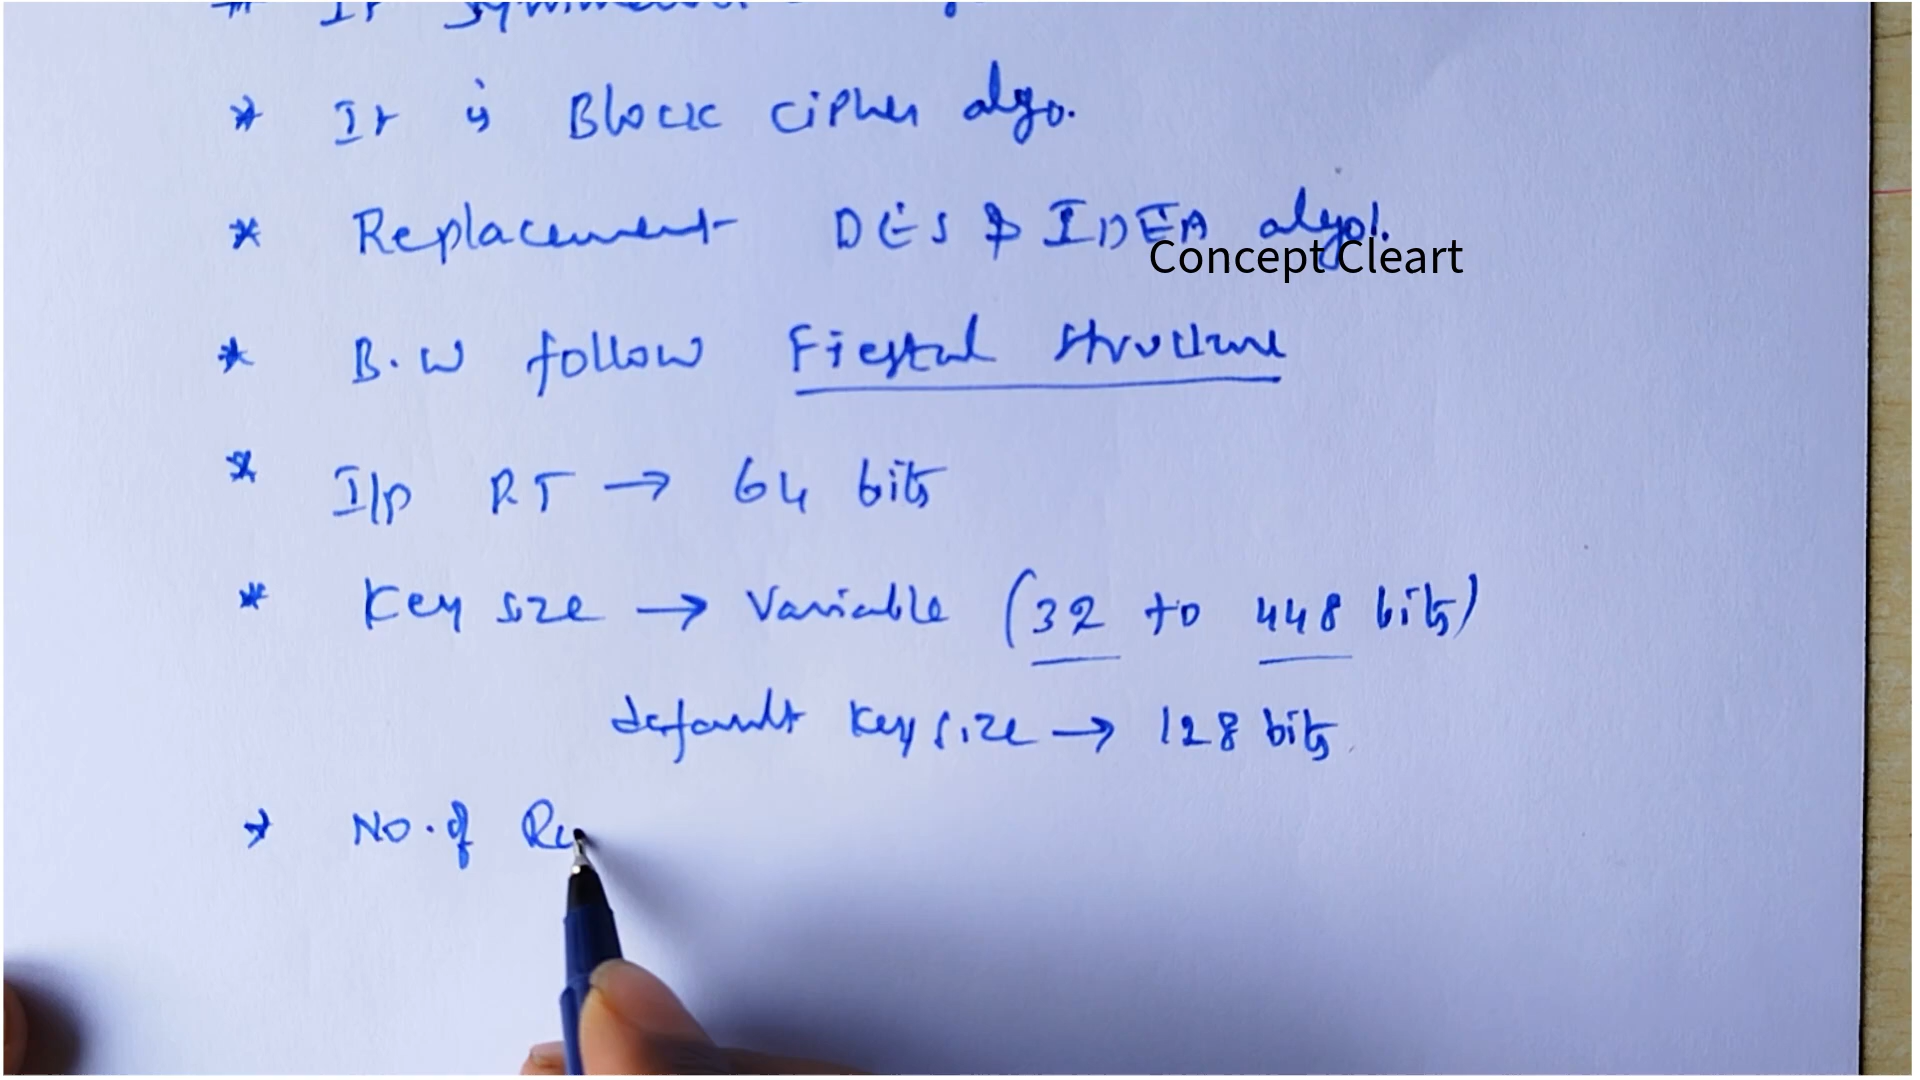 * It is Block cipher algo.
* Replacement DES & IDEA algo.
Concept Cleart
* B.W follow Fiestal Structure
* I/p P.T → 64 bits
* Key size → Variable (32 to 448 bits)
default Key size → 128 bits
* No. of